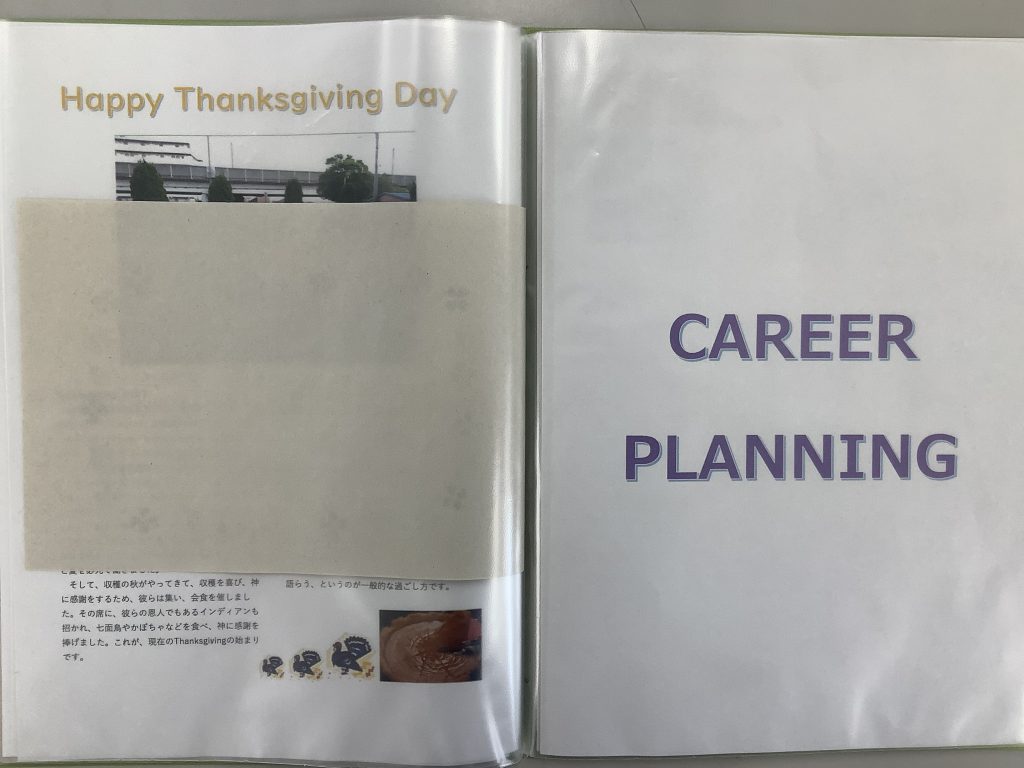 Happy Thanksgiving Day
そして、収穫の秋がやってきて、収穫を喜び、神
に感謝をするため、彼らは集い、会食を催しまし
た。その席に、彼らの恩人でもあるインディアンも
招かれ、七面鳥やかぼちゃなどを食べ、神に感謝を
捧げました。これが、現在のThanksgivingの始まり
です。
語らう、というのが一般的な過ごし方です。
CAREER
PLANNING